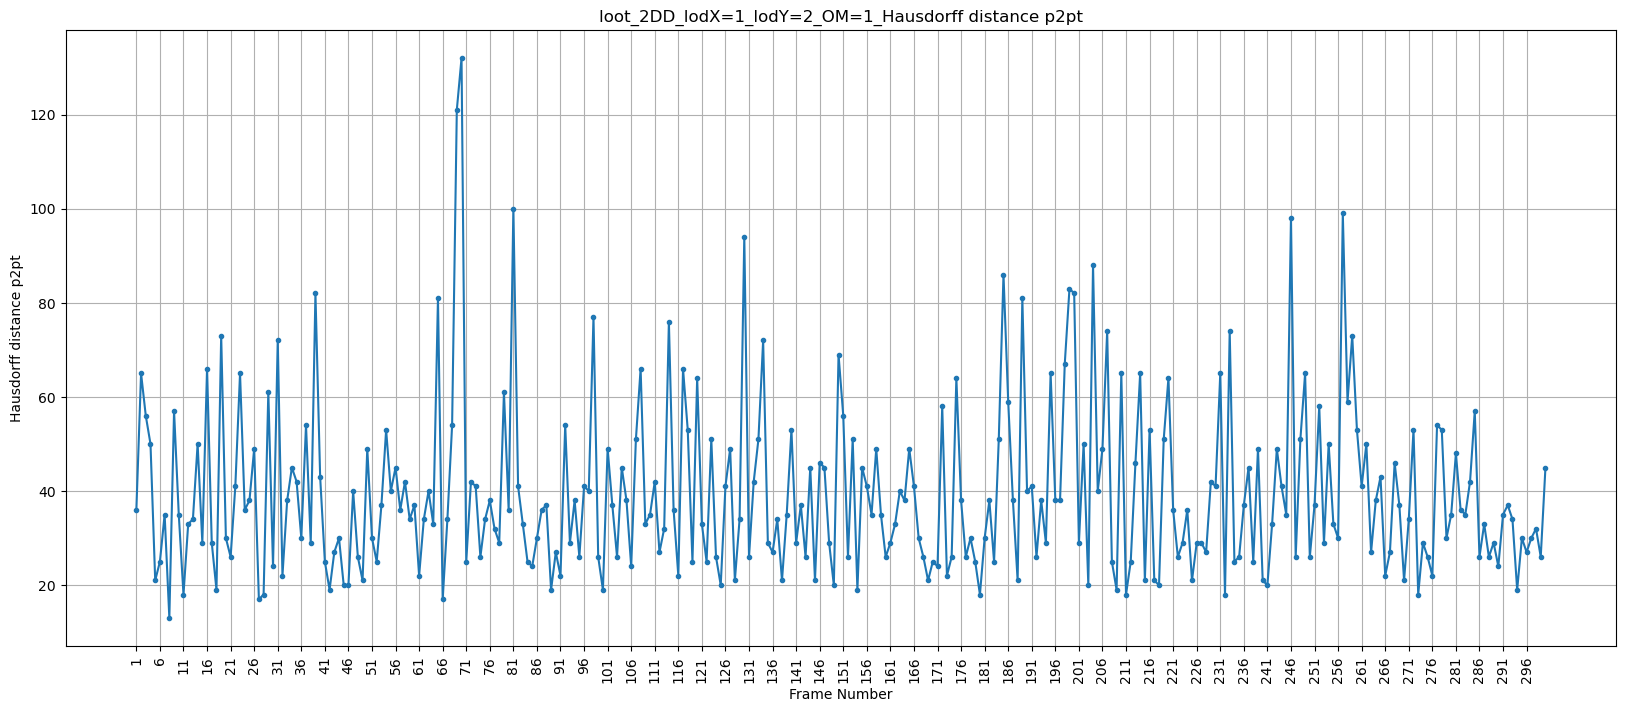 loot_2DD_lodX=1_lodY=2_OM=1_Hausdorff distance p2pt
Hausdorff distance p2pt
120
100
80
60
40
20
1 6 11 16 21 26 31 36 41 46 51 56 61 66 71 76 81 86 91 96 101 106 111 116 121 126 131 136 141 146 151 156 161 166 171 176 181 186 191 196 201 206 211 216 221 226 231 236 241 246 251 256 261 266 271 276 281 286 291 296
Frame Number